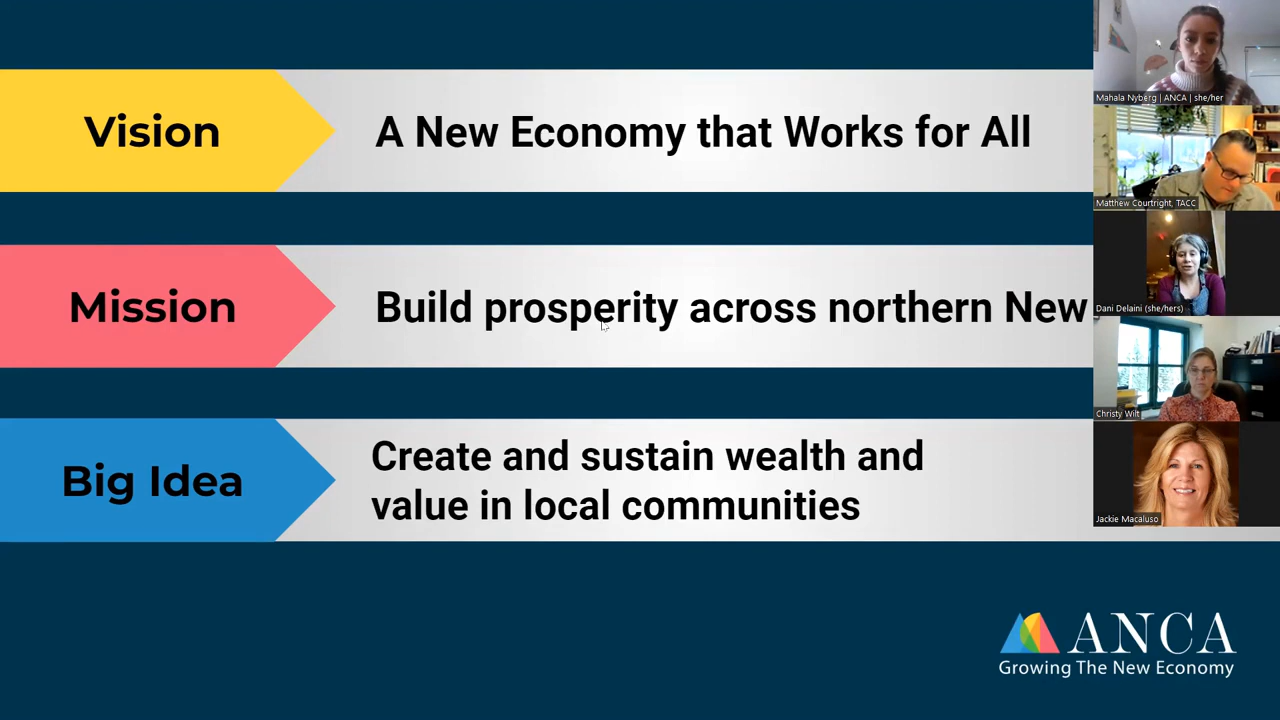 Vision
A New Economy that Works for All
Mission
Build prosperity across northern New
Big Idea
Create and sustain wealth and
value in local communities
Mahala Nyberg | ANCA | she/her
Matthew Courtright, TACC
Dani Delaini (she/hers)
Christy Wilt
Jackie Macaluso
ANCA
Growing The New Economy